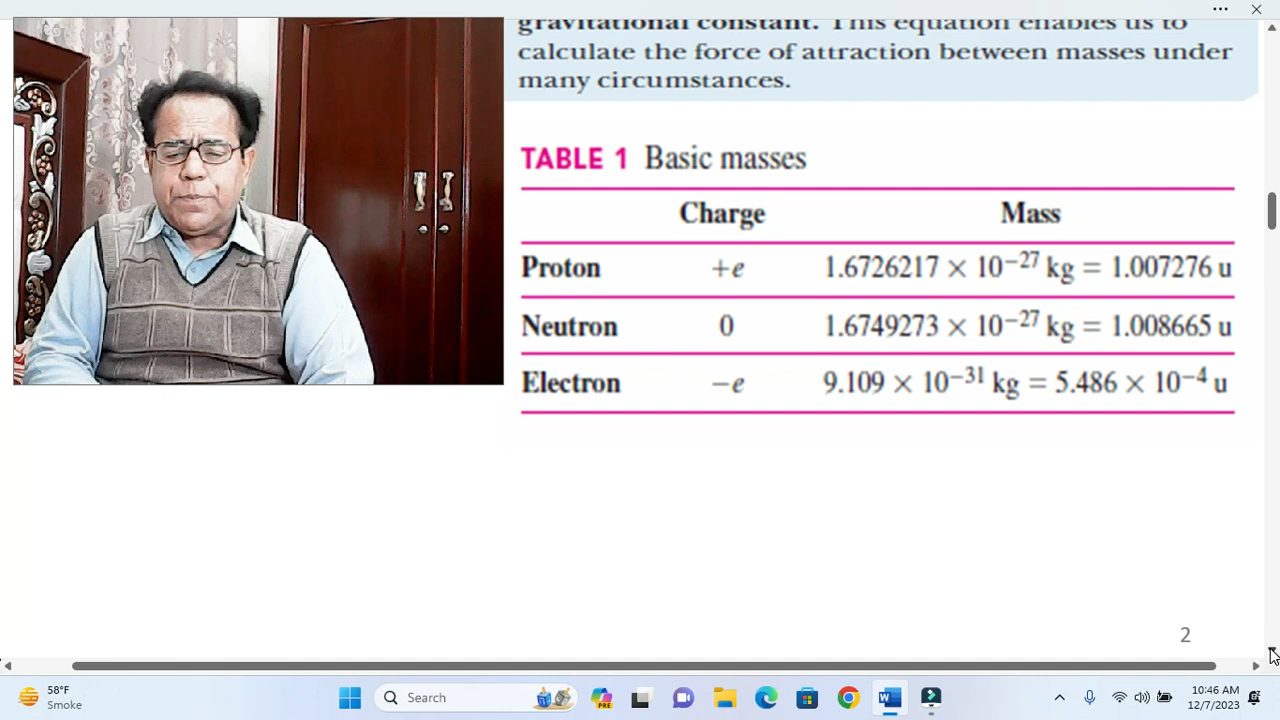 gravitational constant. This equation enables us to
calculate the force of attraction between masses under
many circumstances.
TABLE 1 Basic masses
Charge Mass
Proton +e 1.6726217 × 10⁻²⁷ kg = 1.007276 u
Neutron 0 1.6749273 × 10⁻²⁷ kg = 1.008665 u
Electron −e 9.109 × 10⁻³¹ kg = 5.486 × 10⁻⁴ u
2
58°F
Smoke
Search
PRE
W
10:46 AM
12/7/2023